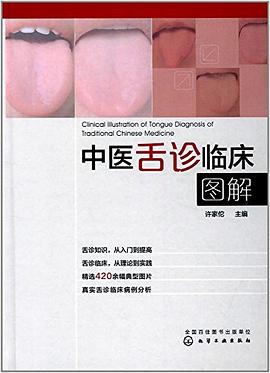 Clinical Illustration of Tongue Diagnosis of
Traditional Chinese Medicine
中医舌诊临床
图解
许家佗 主编
舌诊知识，从入门到提高
舌诊临床，从理论到实践
精选420余幅典型图片
真实舌诊临床病例分析
全国百佳图书出版单位
化学工业出版社